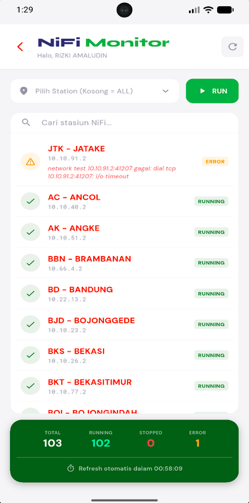 1:29
NiFi Monitor
Halo, RIZKI AMALUDIN
Pilih Station (Kosong = ALL)
RUN
Cari stasiun NiFi...
JTK - JATAKE
10.10.91.2
ERROR
network test 10.10.91.2:41207 gagal: dial tcp
10.10.91.2:41207: i/o timeout
AC - ANCOL
10.10.40.2
RUNNING
AK - ANGKE
10.10.51.2
RUNNING
BBN - BRAMBANAN
10.66.4.2
RUNNING
BD - BANDUNG
10.22.13.2
RUNNING
BJD - BOJONGGEDE
10.10.23.2
RUNNING
BKS - BEKASI
10.10.26.2
RUNNING
BKT - BEKASITIMUR
10.10.77.2
RUNNING
BOI - BOJONGINDAH
TOTAL RUNNING STOPPED ERROR
103 102 0 1
Refresh otomatis dalam 00:58:09